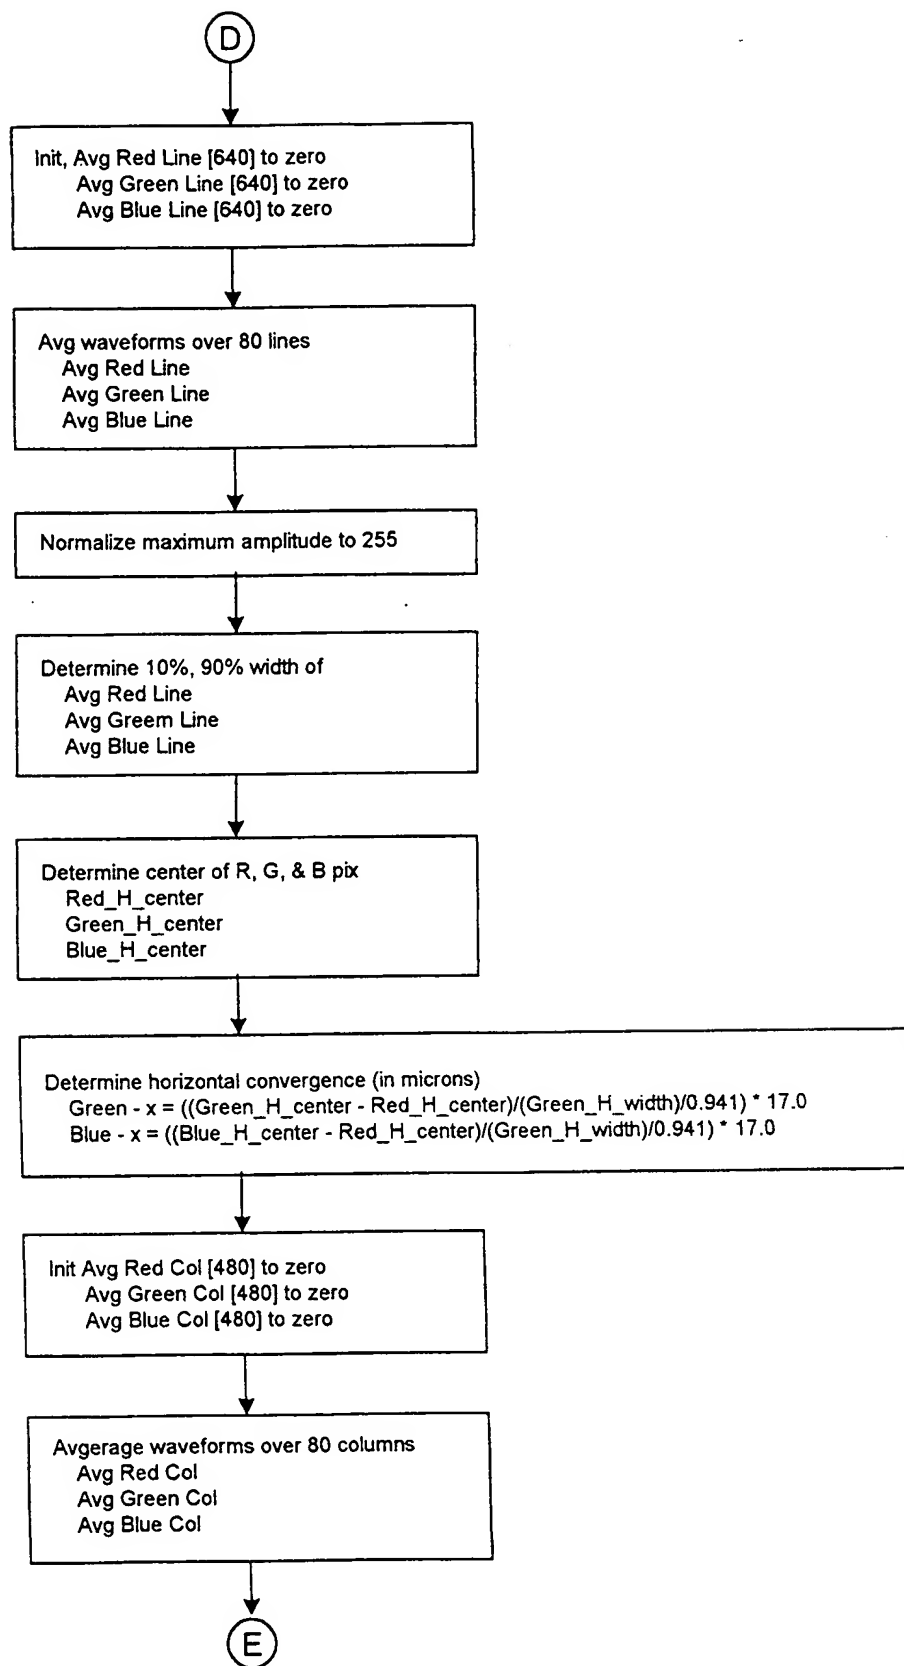 D
Init, Avg Red Line [640] to zero
Avg Green Line [640] to zero
Avg Blue Line [640] to zero
Avg waveforms over 80 lines
Avg Red Line
Avg Green Line
Avg Blue Line
Normalize maximum amplitude to 255
Determine 10%, 90% width of
Avg Red Line
Avg Greem Line
Avg Blue Line
Determine center of R, G, & B pix
Red_H_center
Green_H_center
Blue_H_center
Determine horizontal convergence (in microns)
Green - x = ((Green_H_center - Red_H_center)/(Green_H_width)/0.941) * 17.0
Blue - x = ((Blue_H_center - Red_H_center)/(Green_H_width)/0.941) * 17.0
Init Avg Red Col [480] to zero
Avg Green Col [480] to zero
Avg Blue Col [480] to zero
Avgerage waveforms over 80 columns
Avg Red Col
Avg Green Col
Avg Blue Col
E